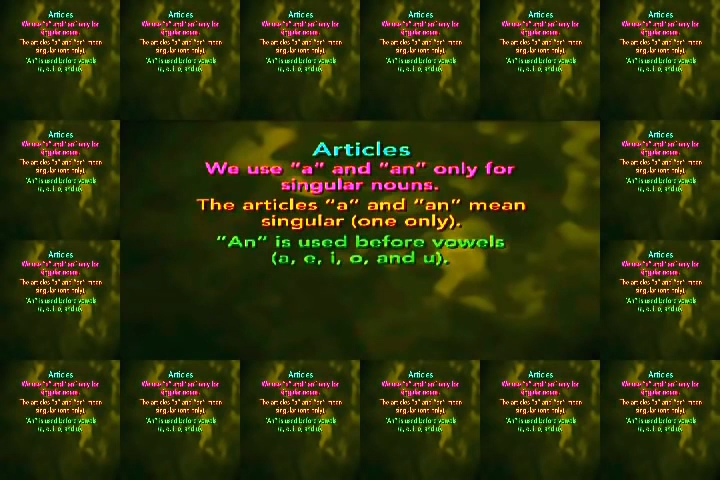 Articles
We use "a" and "an" only for
singular nouns.
The articles "a" and "an" mean
singular (one only).
"An" is used before vowels
(a, e, i, o, and u).